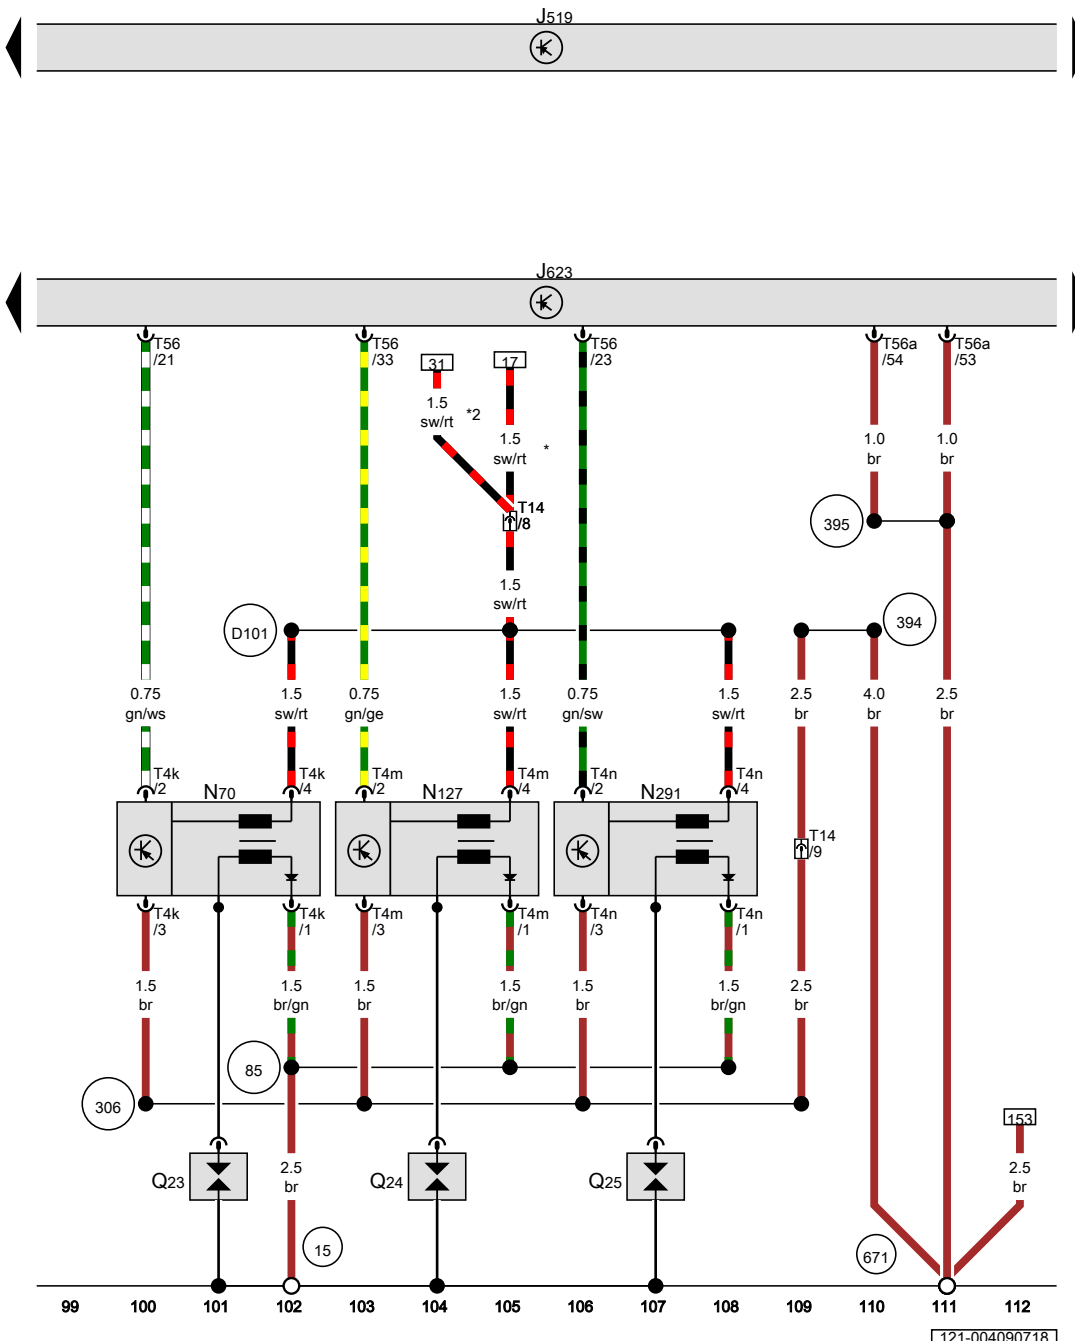 J519
J623
T56
/21
T56
/33
T56
/23
T56a
/54
T56a
/53
31
17
1.5
sw/rt
*2
1.5
sw/rt
*
1.0
br
1.0
br
T14
/8
395
1.5
sw/rt
D101
394
0.75
gn/ws
1.5
sw/rt
0.75
gn/ge
1.5
sw/rt
0.75
gn/sw
1.5
sw/rt
2.5
br
4.0
br
2.5
br
T4k
/2
N70
T4k
/4
T4m
/2
N127
T4m
/4
T4n
/2
N291
T4n
/4
T14
/9
T4k
/3
T4k
/1
T4m
/3
T4m
/1
T4n
/3
T4n
/1
1.5
br
1.5
br/gn
1.5
br
1.5
br/gn
1.5
br
1.5
br/gn
2.5
br
85
306
153
Q23
2.5
br
Q24
Q25
2.5
br
15
671
99 100 101 102 103 104 105 106 107 108 109 110 111 112
121-004090718